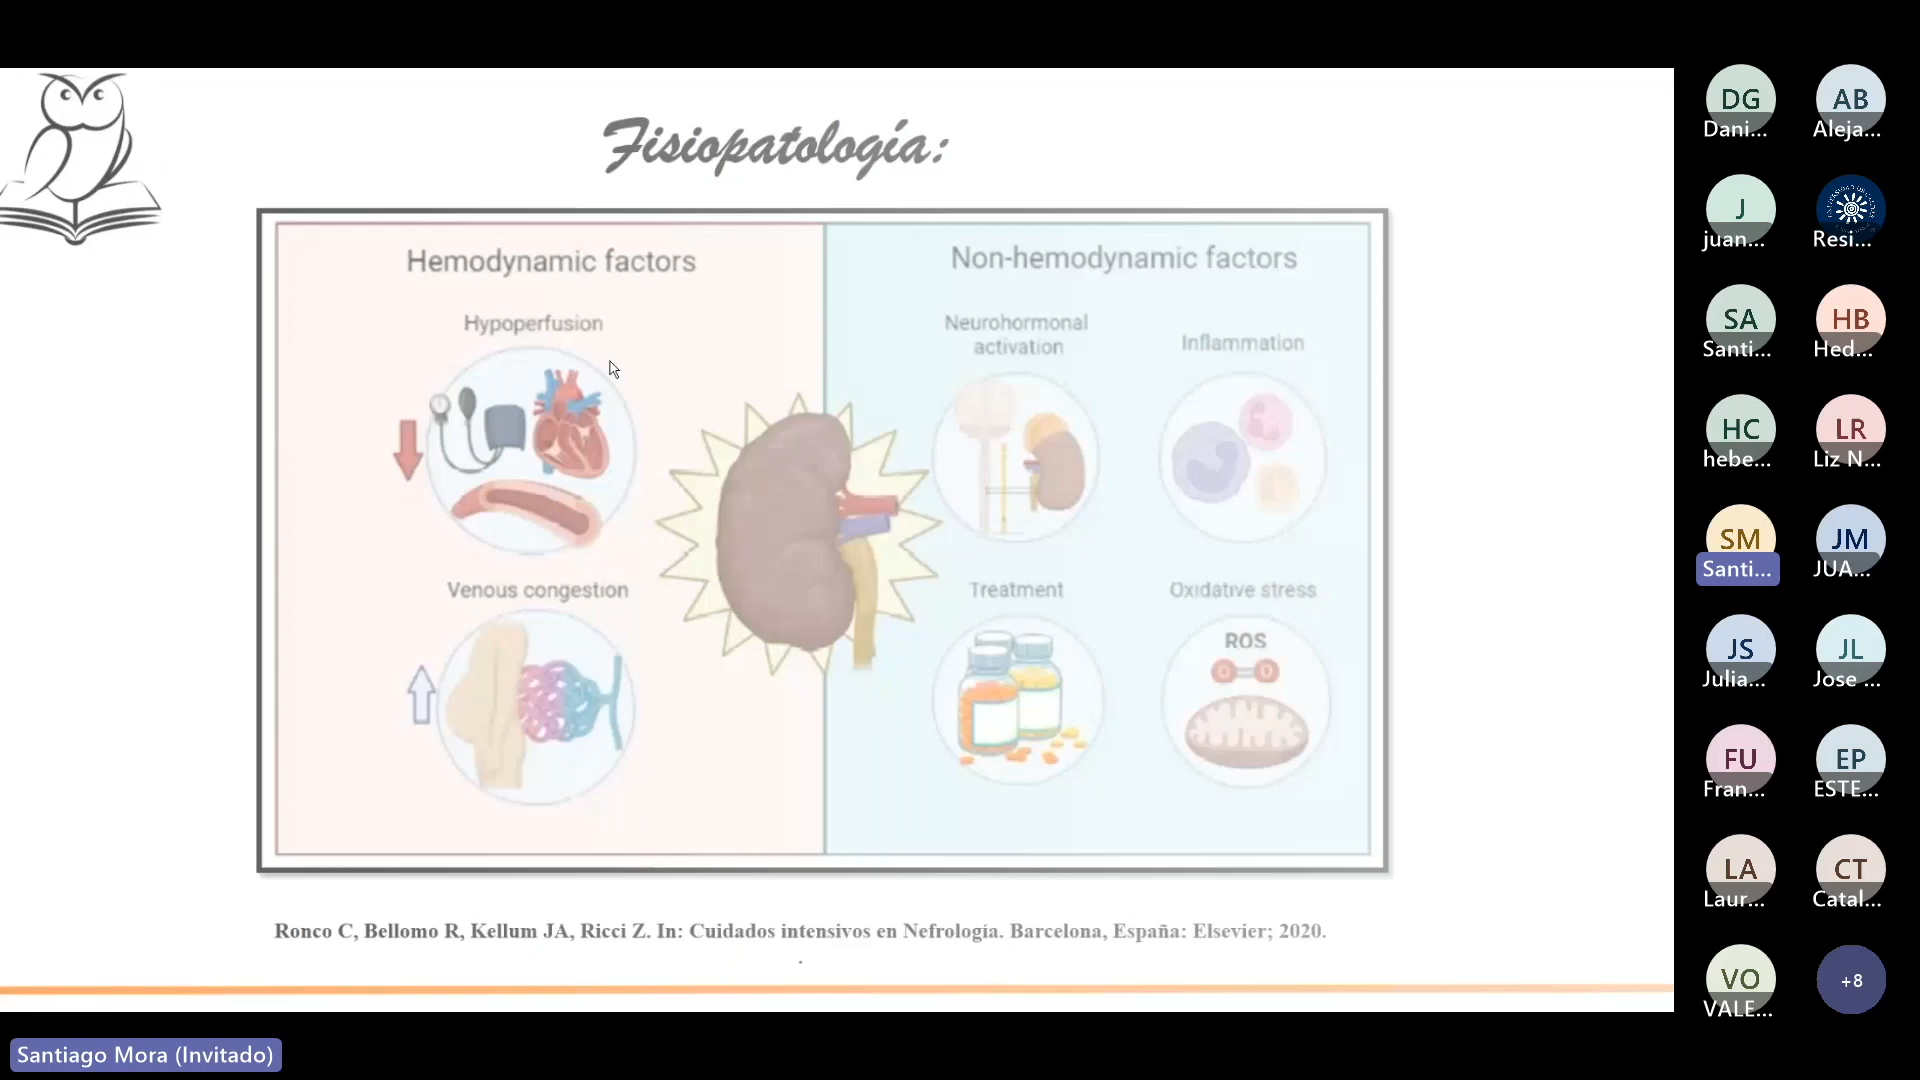 Fisiopatología:
Hemodynamic factors
Hypoperfusion
Venous congestion
Non-hemodynamic factors
Neurohormonal
activation
Inflammation
Treatment
Oxidative stress
ROS
Ronco C, Bellomo R, Kellum JA, Ricci Z. In: Cuidados intensivos en Nefrología. Barcelona, España: Elsevier; 2020.
.
DG
Dani...
AB
Aleja...
J
juan...
Resi...
SA
Santi...
HB
Hed...
HC
hebe...
LR
Liz N...
SM
Santi...
JM
JUA...
JS
Julia...
JL
Jose ...
FU
Fran...
EP
ESTE...
LA
Laur...
CT
Catal...
VO
VALE...
+8
Santiago Mora (Invitado)